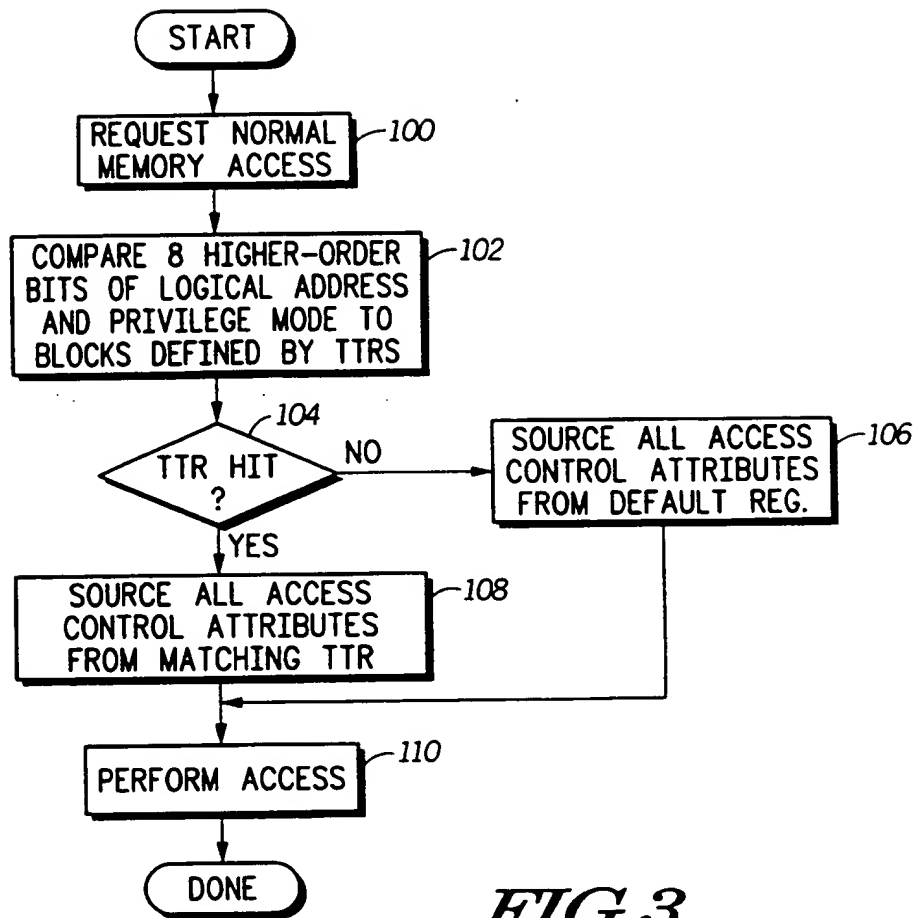 START
REQUEST NORMAL
MEMORY ACCESS
100
COMPARE 8 HIGHER-ORDER
BITS OF LOGICAL ADDRESS
AND PRIVILEGE MODE TO
BLOCKS DEFINED BY TTRS
102
104
TTR HIT
?
NO
YES
SOURCE ALL ACCESS
CONTROL ATTRIBUTES
FROM DEFAULT REG.
106
SOURCE ALL ACCESS
CONTROL ATTRIBUTES
FROM MATCHING TTR
108
PERFORM ACCESS
110
DONE
FIG.3